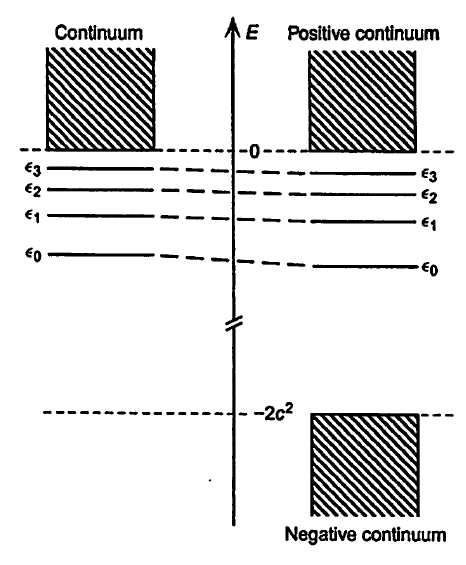 Continuum
E
Positive continuum
0
ϵ3
ϵ3
ϵ2
ϵ2
ϵ1
ϵ1
ϵ0
ϵ0
-2c²
Negative continuum